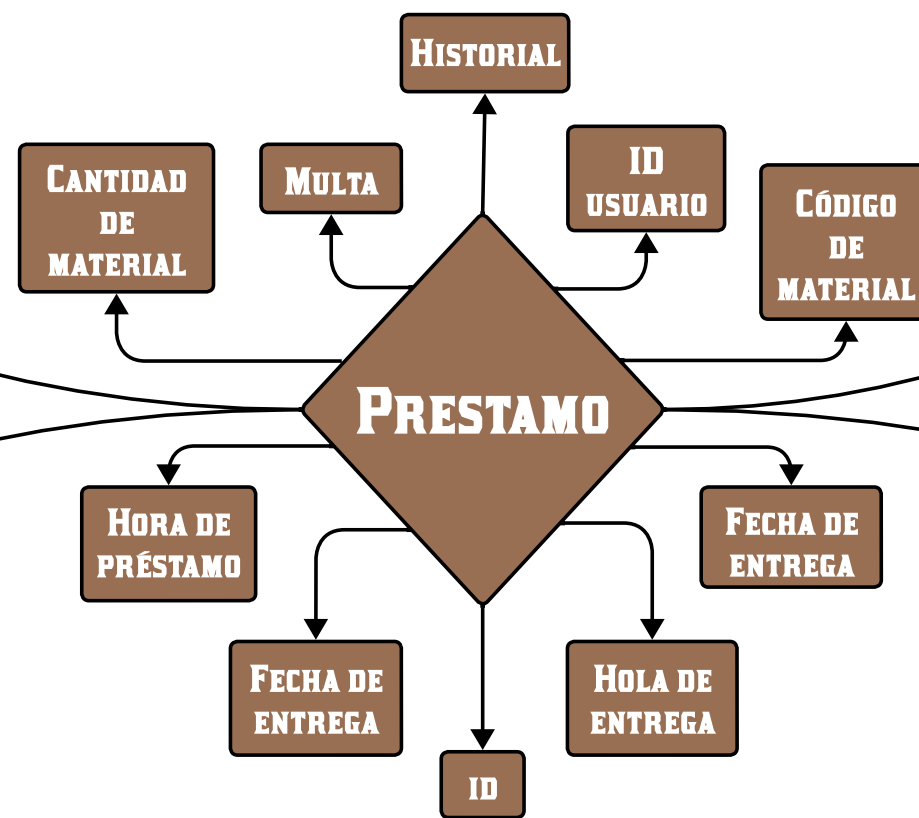 Historial
Cantidad
de
material
Multa
ID
usuario
Código
de
material
Prestamo
Hora de
préstamo
Fecha de
entrega
Fecha de
entrega
Hola de
entrega
ID